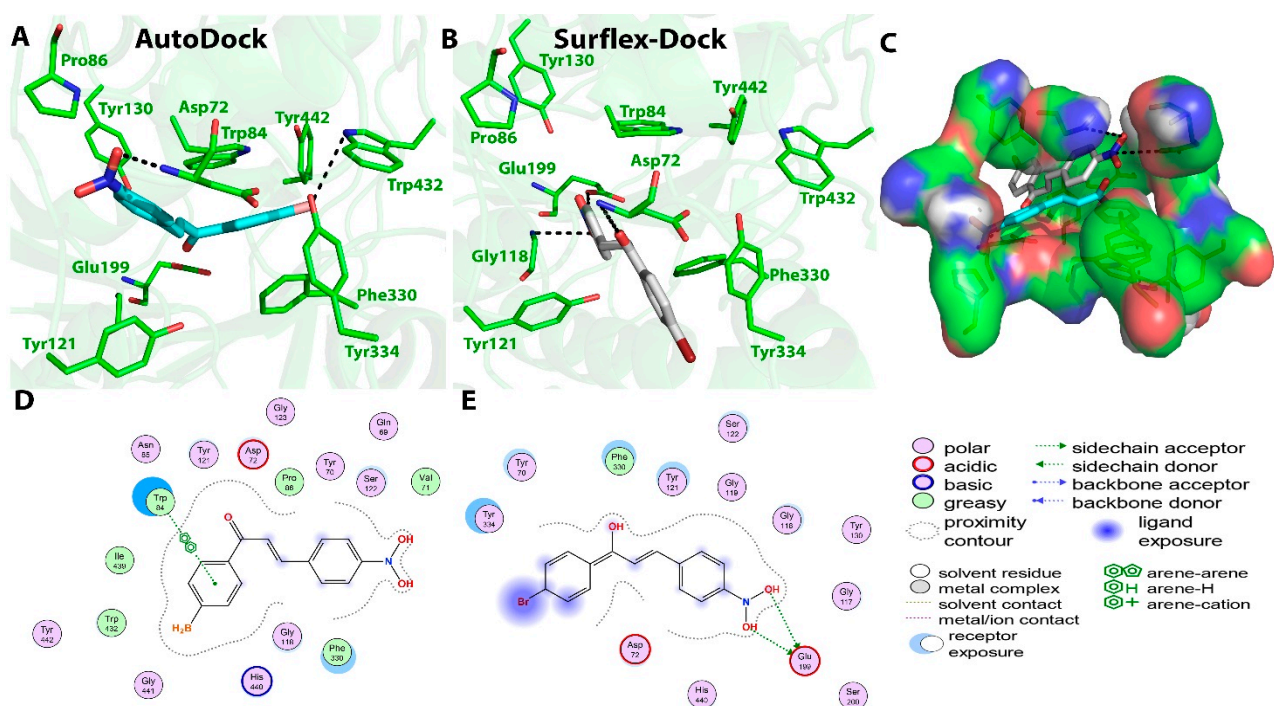 A
AutoDock
Pro86
Tyr130
Asp72
Trp84
Tyr442
Trp432
Glu199
Phe330
Tyr121
Tyr334
B
Surflex-Dock
Tyr130
Tyr442
Pro86
Trp84
Glu199
Asp72
Trp432
Gly118
Phe330
Tyr121
Tyr334
C
D
Gly
123
Gln
69
Asn
85
Tyr
121
Asp
72
Tyr
70
Pro
86
Ser
122
Val
71
Trp
84
O
OH
N
OH
Ile
439
Trp
432
H₂B
Tyr
442
Gly
118
Phe
330
His
440
Gly
441
E
Ser
122
Phe
330
Tyr
70
Tyr
121
Gly
119
Tyr
334
Gly
118
Tyr
130
OH
Br
N
OH
OH
Gly
117
Asp
72
Glu
199
His
440
Ser
200
polar
acidic
basic
greasy
proximity
contour
sidechain acceptor
sidechain donor
backbone acceptor
backbone donor
ligand
exposure
solvent residue
metal complex
solvent contact
metal/ion contact
receptor
exposure
arene-arene
H arene-H
+ arene-cation